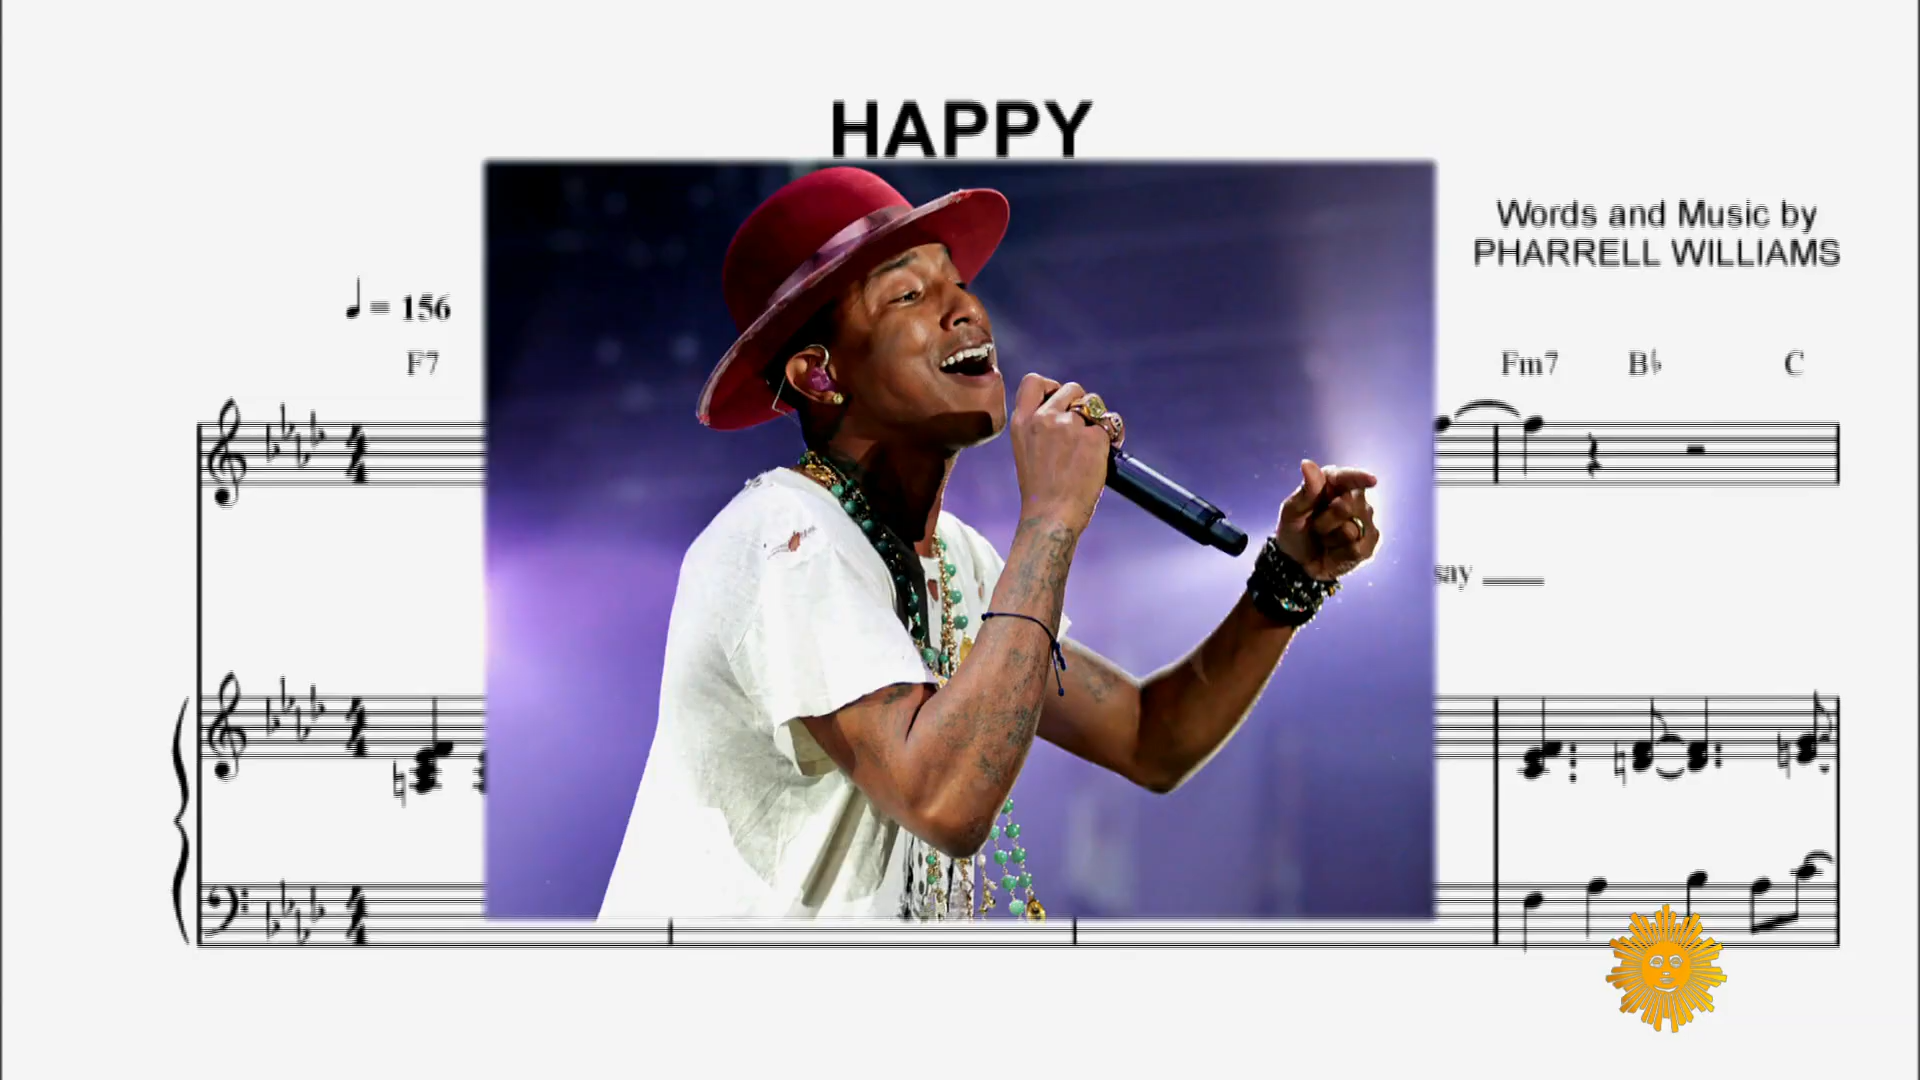 HAPPY
Words and Music by
PHARRELL WILLIAMS
= 156
F7
Fm7 B♭ C
say